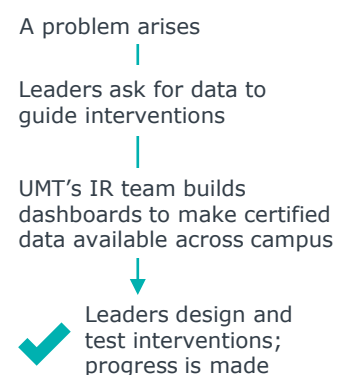 A problem arises
Leaders ask for data to
guide interventions
UMT's IR team builds
dashboards to make certified
data available across campus
Leaders design and
test interventions;
progress is made